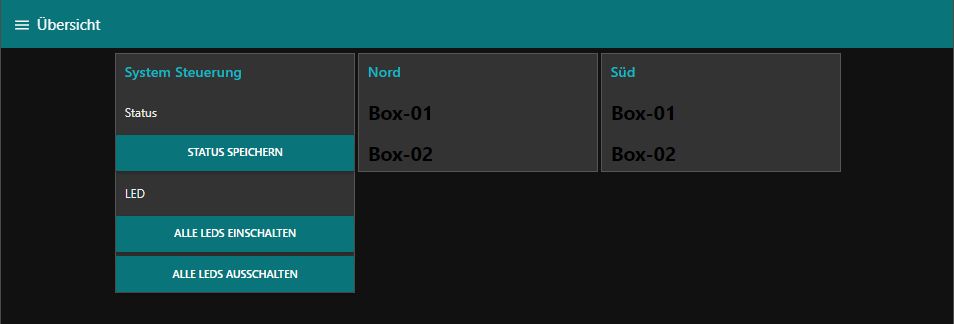 Übersicht
System Steuerung
Status
STATUS SPEICHERN
LED
ALLE LEDS EINSCHALTEN
ALLE LEDS AUSSCHALTEN
Nord
Box-01
Box-02
Süd
Box-01
Box-02